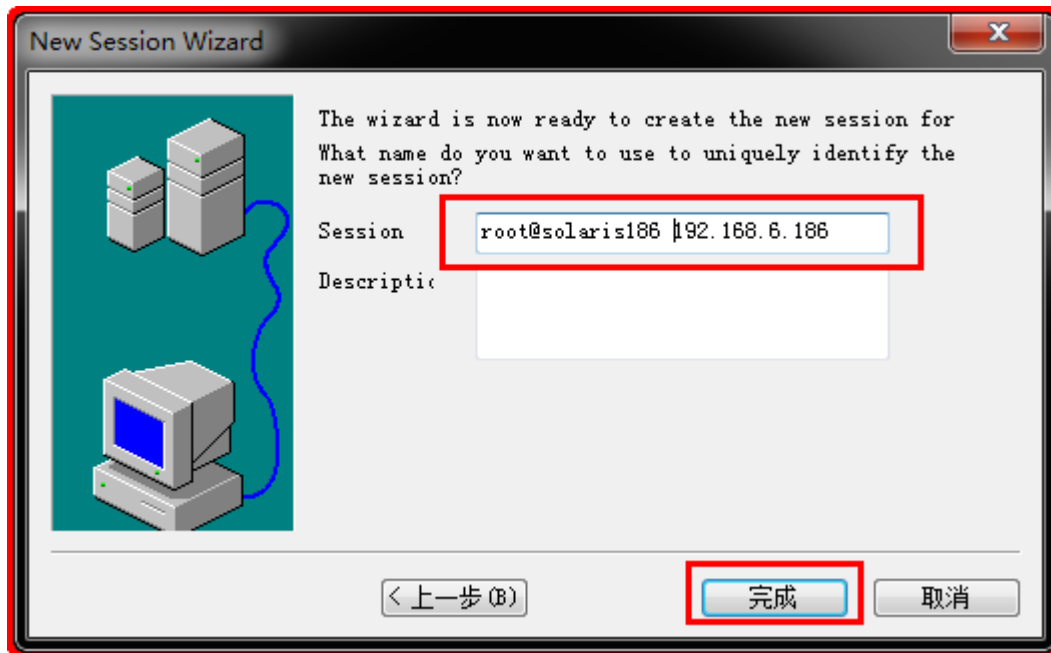 New Session Wizard
The wizard is now ready to create the new session for
What name do you want to use to uniquely identify the
new session?
Session
root@solaris186 192.168.6.186
Descriptic
< 上一步(B)
完成
取消